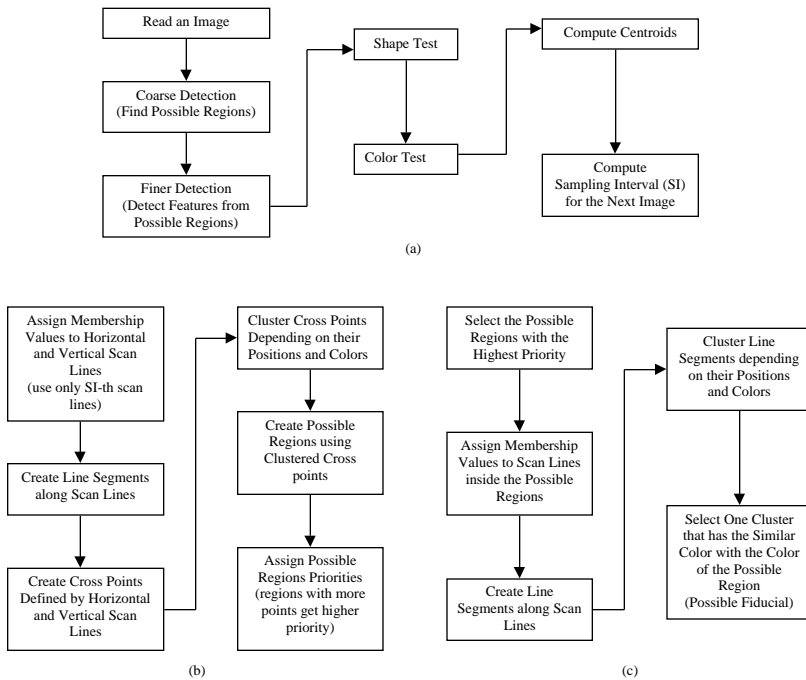 Read an Image
Coarse Detection
(Find Possible Regions)
Finer Detection
(Detect Features from
Possible Regions)
Shape Test
Color Test
Compute Centroids
Compute
Sampling Interval (SI)
for the Next Image
(a)
Assign Membership
Values to Horizontal
and Vertical Scan
Lines
(use only SI-th scan
lines)
Create Line Segments
along Scan Lines
Create Cross Points
Defined by Horizontal
and Vertical Scan
Lines
Cluster Cross Points
Depending on their
Positions and Colors
Create Possible
Regions using
Clustered Cross
points
Assign Possible
Regions Priorities
(regions with more
points get higher
priority)
(b)
Select the Possible
Regions with the
Highest Priority
Assign Membership
Values to Scan Lines
inside the Possible
Regions
Create Line
Segments along Scan
Lines
Cluster Line
Segments depending
on their Positions
and Colors
Select One Cluster
that has the Similar
Color with the Color
of the Possible
Region
(Possible Fiducial)
(c)